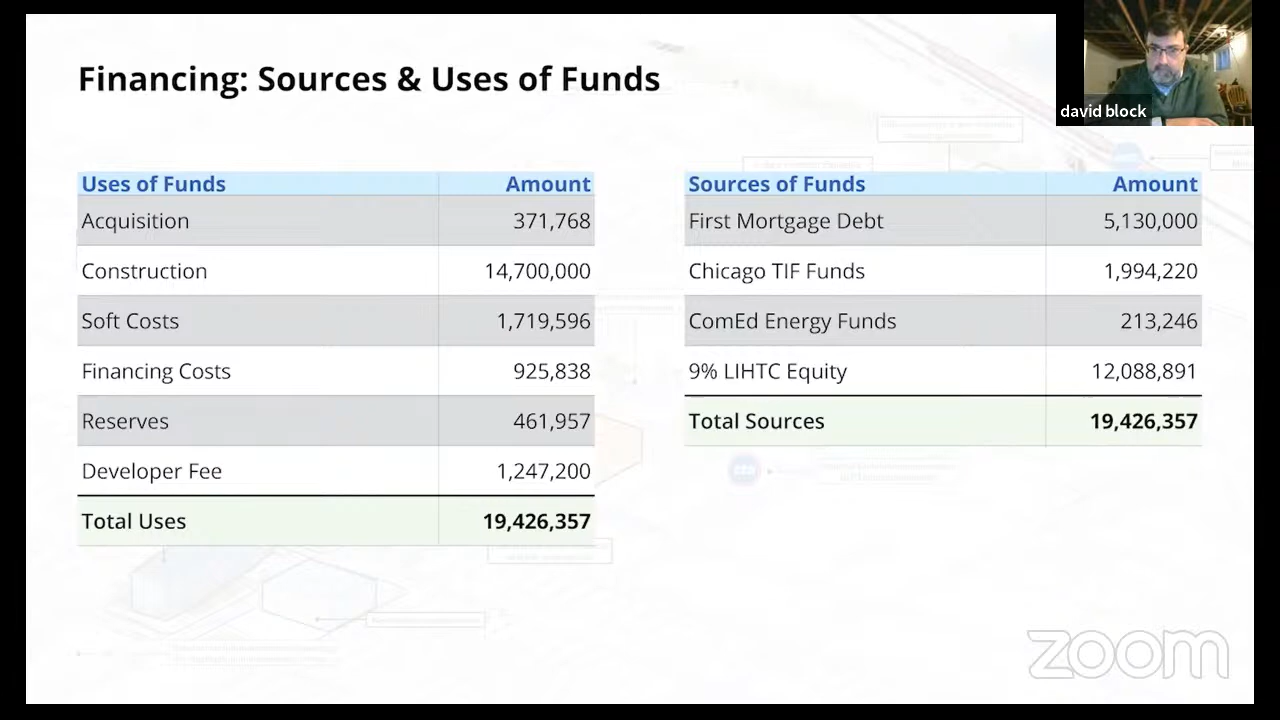 Financing: Sources & Uses of Funds
david block
Uses of Funds Amount
Acquisition 371,768
Construction 14,700,000
Soft Costs 1,719,596
Financing Costs 925,838
Reserves 461,957
Developer Fee 1,247,200
Total Uses 19,426,357
Sources of Funds Amount
First Mortgage Debt 5,130,000
Chicago TIF Funds 1,994,220
ComEd Energy Funds 213,246
9% LIHTC Equity 12,088,891
Total Sources 19,426,357
zoom